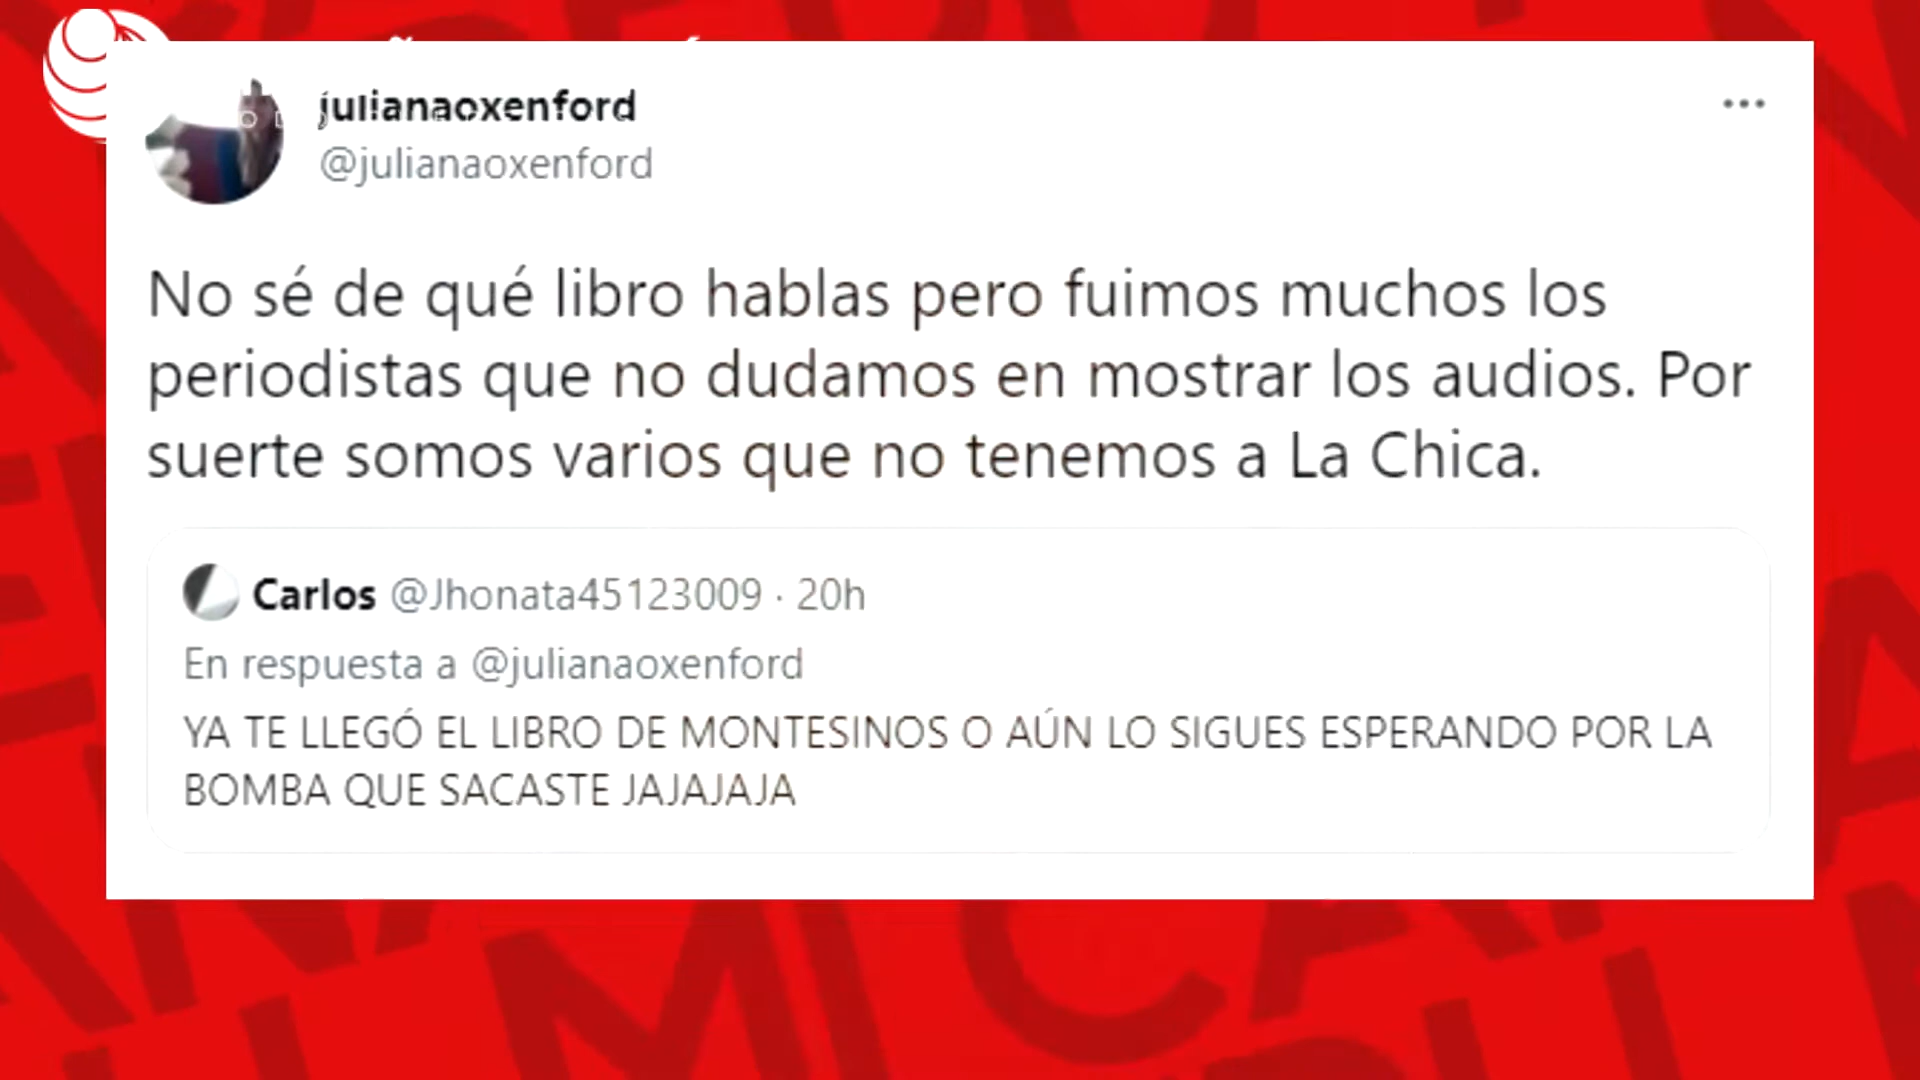 julianaoxenford
@julianaoxenford
No sé de qué libro hablas pero fuimos muchos los
periodistas que no dudamos en mostrar los audios. Por
suerte somos varios que no tenemos a La Chica.
Carlos @Jhonata45123009 · 20h
En respuesta a @julianaoxenford
YA TE LLEGÓ EL LIBRO DE MONTESINOS O AÚN LO SIGUES ESPERANDO POR LA
BOMBA QUE SACASTE JAJAJAJA